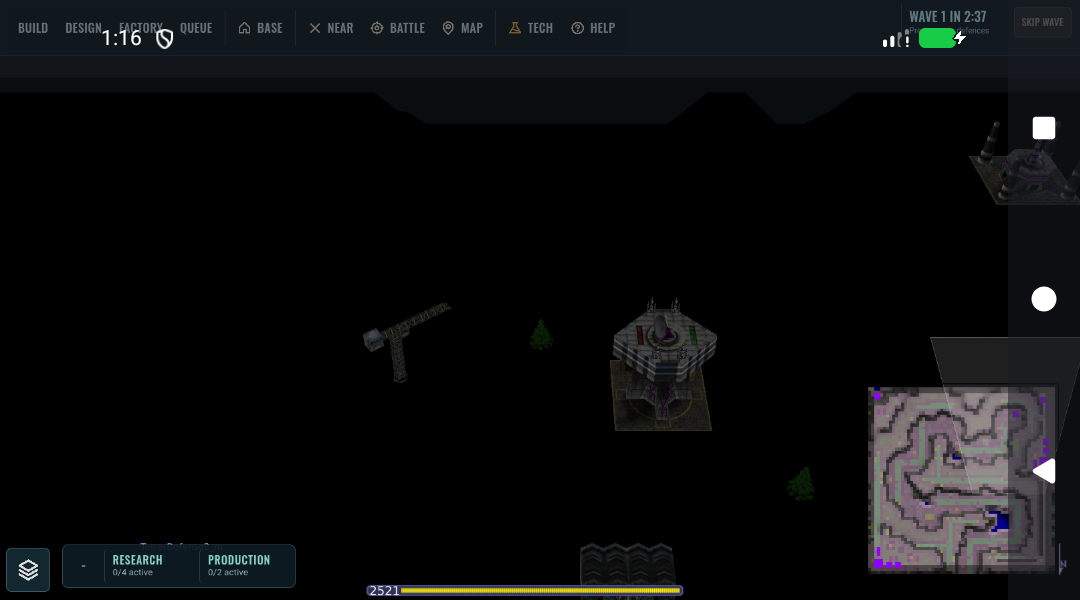 BUILD DESIGN FACTORY QUEUE BASE NEAR BATTLE MAP TECH HELP
WAVE 1 IN 2:37
SKIP WAVE
1:16
RESEARCH
0/4 active
PRODUCTION
0/2 active
-
2521